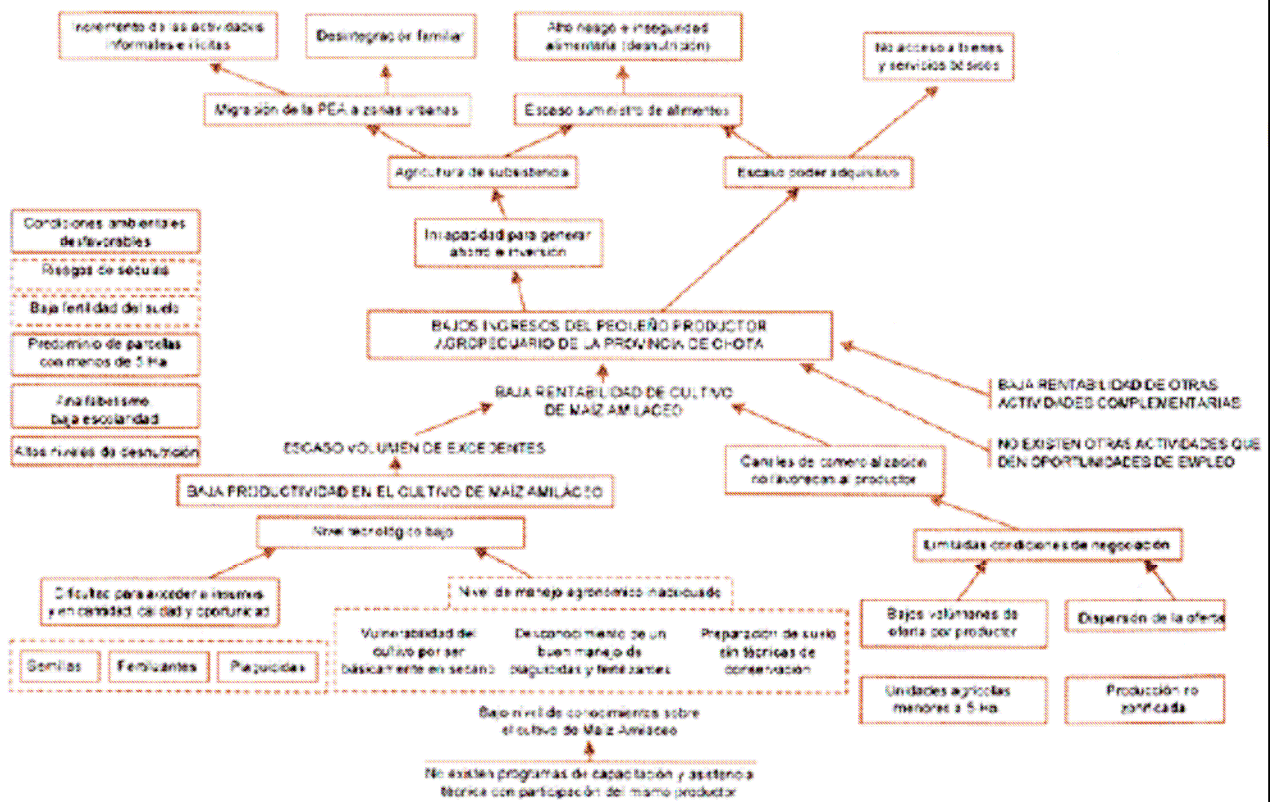 Incremento de las actividades
informales e ilícitas
Desintegración familiar
Alto riesgo e inseguridad
alimentaria (desnutrición)
No acceso a bienes
y servicios básicos
Migración de la PEA a zonas urbanas
Escaso suministro de alimentos
Agricultura de subsistencia
Escaso poder adquisitivo
Condiciones ambientales
desfavorables
Riesgos de sequías
Baja fertilidad del suelo
Predominio de parcelas
con menos de 5 Ha
Analfabetismo
baja escolaridad
Altos niveles de desnutrición
Incapacidad para generar
ahorro e inversión
BAJOS INGRESOS DEL PEQUEÑO PRODUCTOR
AGROPECUARIO DE LA PROVINCIA DE CHOTA
BAJA RENTABILIDAD DE CULTIVO
DE MAÍZ AMILACEO
BAJA RENTABILIDAD DE OTRAS
ACTIVIDADES COMPLEMENTARIAS
NO EXISTEN OTRAS ACTIVIDADES QUE
DEN OPORTUNIDADES DE EMPLEO
ESCASO VOLUMEN DE EXCEDENTES
Canales de comercialización
no favorecen al productor
BAJA PRODUCTIVIDAD EN EL CULTIVO DE MAÍZ AMILÁCEO
Nivel tecnológico bajo
Limitadas condiciones de negociación
Dificultad para acceder a insumos
y en cantidad, calidad y oportunidad
Nivel de manejo agronómico inadecuado
Semillas
Fertilizantes
Plaguicidas
Vulnerabilidad del
cultivo por ser
básicamente en secano
Desconocimiento de un
buen manejo de
plaguicidas y fertilizantes
Preparación de suelo
sin técnicas de
conservación
Bajos volúmenes de
oferta por productor
Dispersión de la oferta
Unidades agrícolas
menores a 5 Ha.
Producción no
zonificada
Bajo nivel de conocimientos sobre
el cultivo de Maíz Amiláceo
No existen programas de capacitación y asistencia
técnica con participación del mismo productor